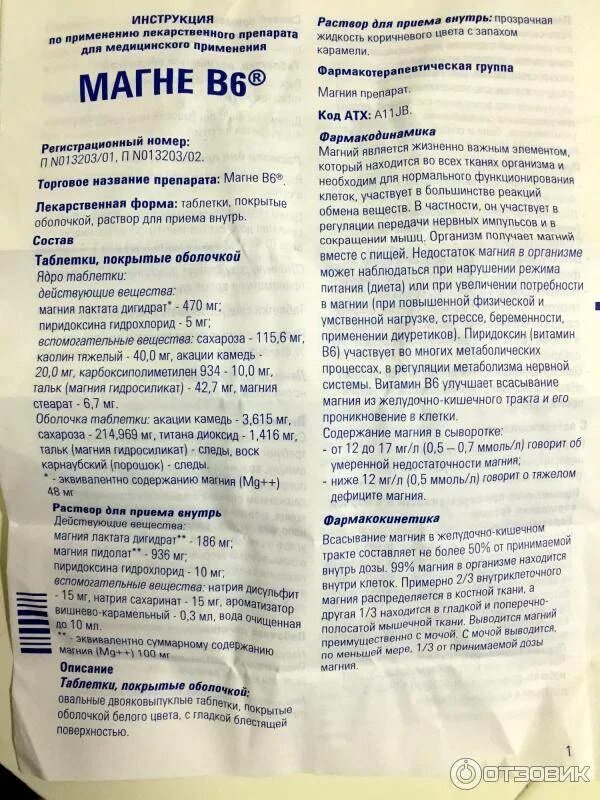 ИНСТРУКЦИЯ
по применению лекарственного препарата
для медицинского применения
МАГНЕ В6®
Регистрационный номер:
П N013203/01, П N013203/02.
Торговое название препарата: Магне В6®.
Лекарственная форма: таблетки, покрытые
оболочкой, раствор для приема внутрь.
Состав
Таблетки, покрытые оболочкой
Ядро таблетки:
действующие вещества:
магния лактата дигидрат* - 470 мг;
пиридоксина гидрохлорид - 5 мг;
вспомогательные вещества: сахароза - 115,6 мг,
каолин тяжелый - 40,0 мг, акации камедь -
20,0 мг, карбоксиполиметилен 934 - 10,0 мг,
тальк (магния гидросиликат) - 42,7 мг, магния
стеарат - 6,7 мг.
Оболочка таблетки: акации камедь - 3,615 мг,
сахароза - 214,969 мг, титана диоксид - 1,416 мг,
тальк (магния гидросиликат) - следы, воск
карнаубский (порошок) - следы.
* - эквивалентно содержанию магния (Mg++)
48 мг
Раствор для приема внутрь
Действующие вещества:
магния лактата дигидрат** - 186 мг;
магния пидолат** - 936 мг;
пиридоксина гидрохлорид - 10 мг;
вспомогательные вещества: натрия дисульфит
- 15 мг, натрия сахаринат - 15 мг, ароматизатор
вишнево-карамельный - 0,3 мл, вода очищенная
до 10 мл.
** - эквивалентно суммарному содержанию
магния (Mg++) 100 мг
Описание
Таблетки, покрытые оболочкой:
овальные двояковыпуклые таблетки, покрытые
оболочкой белого цвета, с гладкой блестящей
поверхностью.
Раствор для приема внутрь: прозрачная
жидкость коричневого цвета с запахом
карамели.
Фармакотерапевтическая группа
Магния препарат.
Код АТХ: A11JB.
Фармакодинамика
Магний является жизненно важным элементом,
который находится во всех тканях организма и
необходим для нормального функционирования
клеток, участвует в большинстве реакций
обмена веществ. В частности, он участвует в
регуляции передачи нервных импульсов и в
сокращении мышц. Организм получает магний
вместе с пищей. Недостаток магния в организме
может наблюдаться при нарушении режима
питания (диета) или при увеличении потребности
в магнии (при повышенной физической и
умственной нагрузке, стрессе, беременности,
применении диуретиков). Пиридоксин (витамин
В6) участвует во многих метаболических
процессах, в регуляции метаболизма нервной
системы. Витамин В6 улучшает всасывание
магния из желудочно-кишечного тракта и его
проникновение в клетки.
Содержание магния в сыворотке:
- от 12 до 17 мг/л (0,5 – 0,7 ммоль/л) говорит об
умеренной недостаточности магния;
- ниже 12 мг/л (0,5 ммоль/л) говорит о тяжелом
дефиците магния.
Фармакокинетика
Всасывание магния в желудочно-кишечном
тракте составляет не более 50% от принимаемой
внутрь дозы. 99% магния в организме находится
внутри клеток. Примерно 2/3 внутриклеточного
магния распределяется в костной ткани, а
другая 1/3 находится в гладкой и поперечно-
полосатой мышечной ткани. Выводится магний
преимущественно с мочой. С мочой выводится,
по меньшей мере, 1/3 от принимаемой дозы
магния.
1
ОТЗОВИК